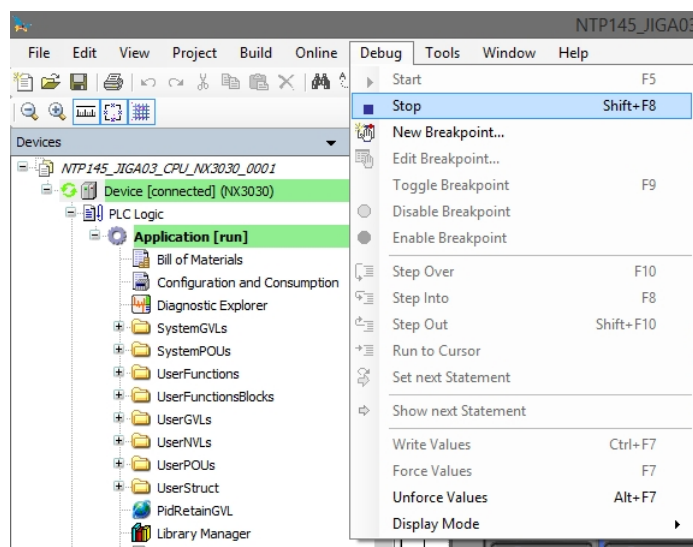 NTP145_JIGA03
File Edit View Project Build Online Debug Tools Window Help
Devices
NTP145_JIGA03_CPU_NX3030_0001
Device [connected] (NX3030)
PLC Logic
Application [run]
Bill of Materials
Configuration and Consumption
Diagnostic Explorer
SystemGVLs
SystemPOUs
UserFunctions
UserFunctionsBlocks
UserGVLs
UserNVLs
UserPOUs
UserStruct
PidRetainGVL
Library Manager
Start F5
Stop Shift+F8
New Breakpoint...
Edit Breakpoint...
Toggle Breakpoint F9
Disable Breakpoint
Enable Breakpoint
Step Over F10
Step Into F8
Step Out Shift+F10
Run to Cursor
Set next Statement
Show next Statement
Write Values Ctrl+F7
Force Values F7
Unforce Values Alt+F7
Display Mode